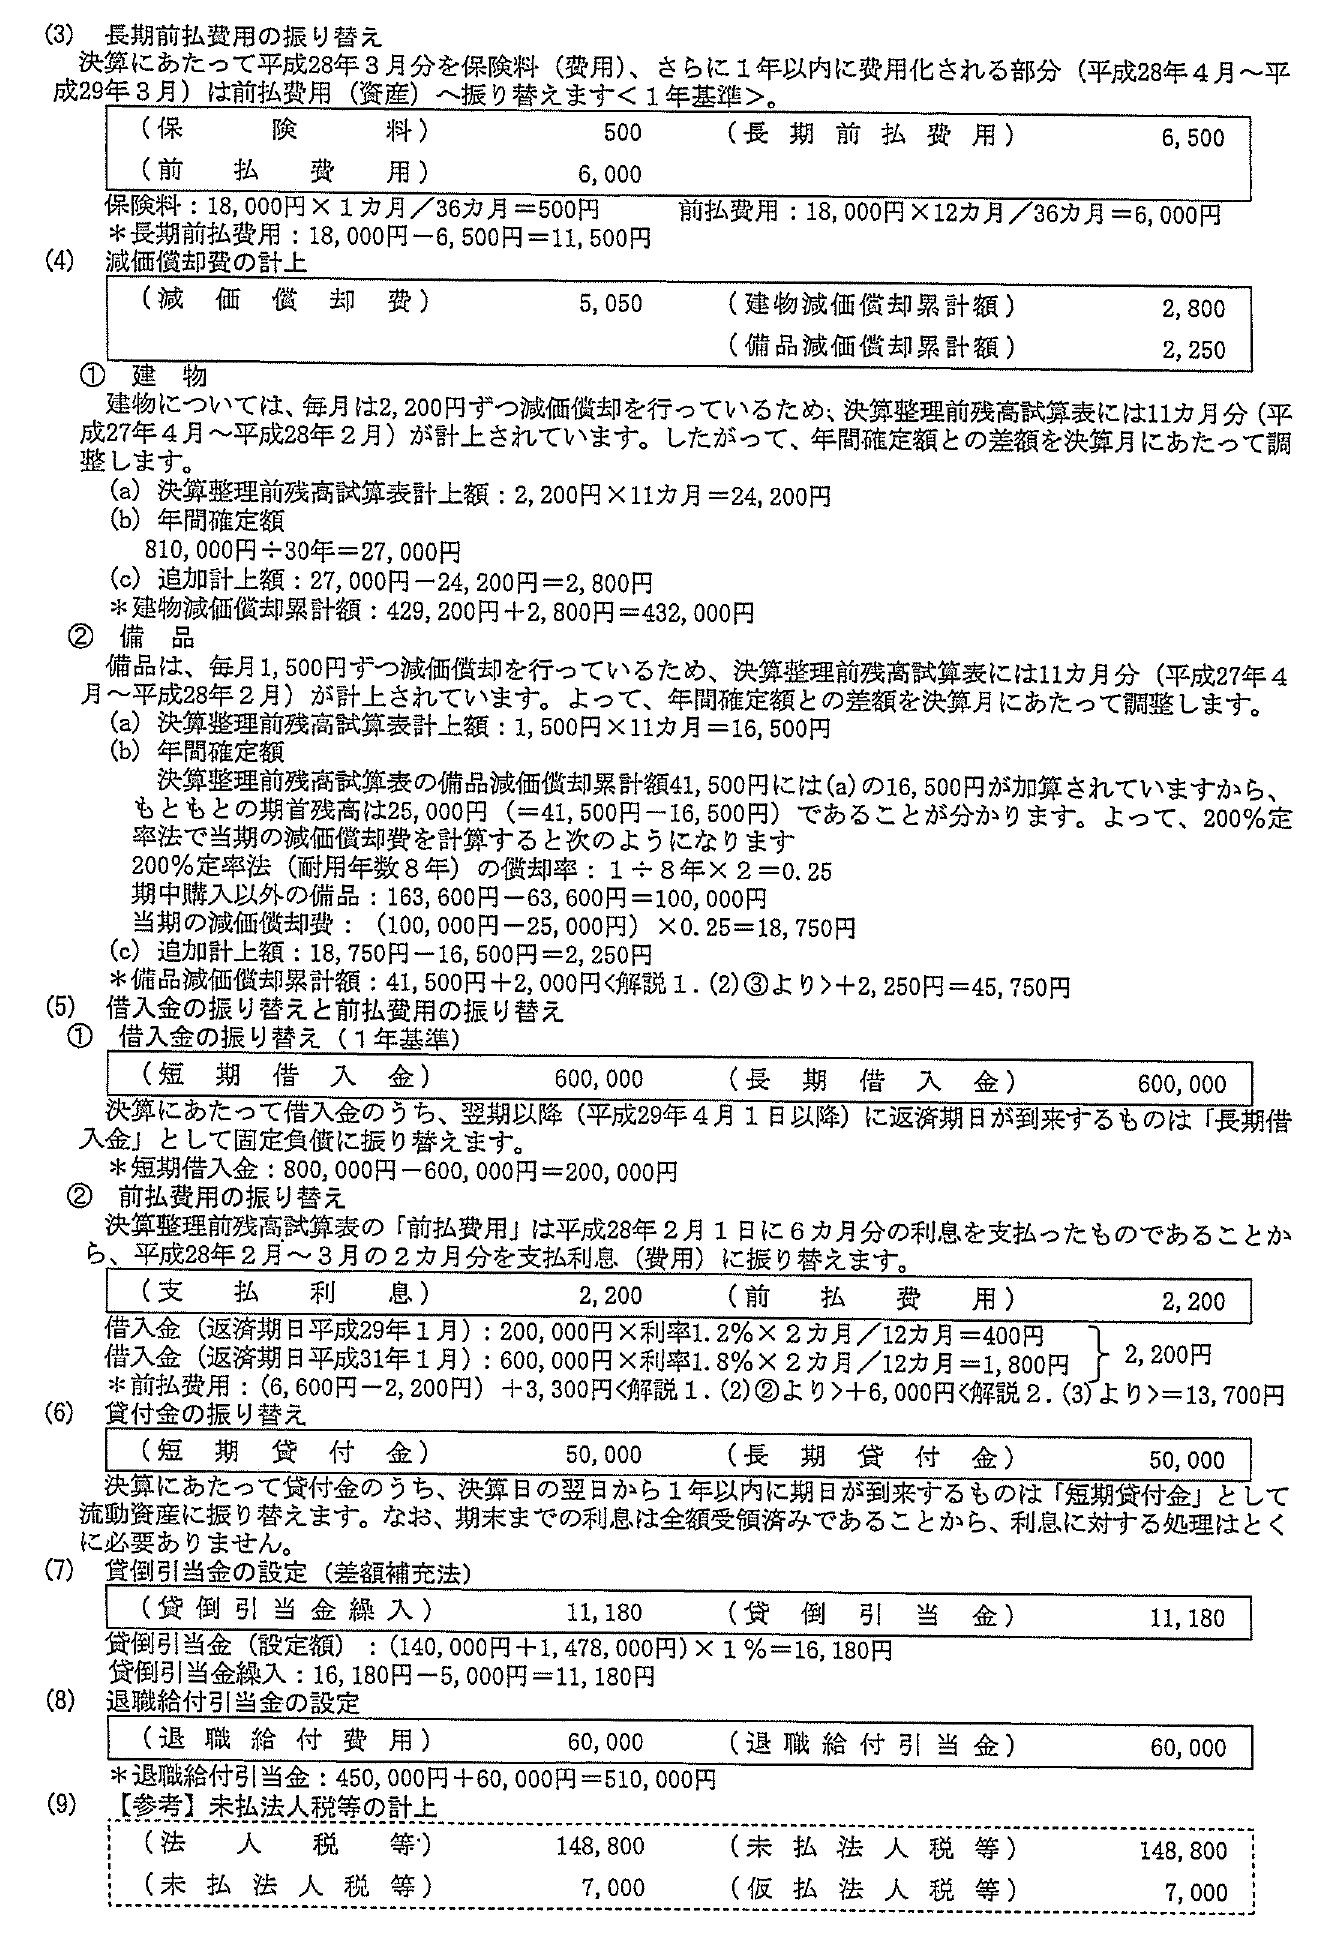 (3) 長期前払費用の振り替え
決算にあたって平成28年3月分を保険料（費用）、さらに1年以内に費用化される部分（平成28年4月～平
成29年3月）は前払費用（資産）へ振り替えます＜1年基準＞。
（保険料） 500 （長期前払費用） 6,500
（前払費用） 6,000
保険料：18,000円×1カ月／36カ月＝500円 前払費用：18,000円×12カ月／36カ月＝6,000円
＊長期前払費用：18,000円－6,500円＝11,500円
(4) 減価償却費の計上
（減価償却費） 5,050 （建物減価償却累計額） 2,800
（備品減価償却累計額） 2,250
① 建物
建物については、毎月は2,200円ずつ減価償却を行っているため、決算整理前残高試算表には11カ月分（平
成27年4月～平成28年2月）が計上されています。したがって、年間確定額との差額を決算月にあたって調
整します。
(a) 決算整理前残高試算表計上額：2,200円×11カ月＝24,200円
(b) 年間確定額
810,000円÷30年＝27,000円
(c) 追加計上額：27,000円－24,200円＝2,800円
＊建物減価償却累計額：429,200円＋2,800円＝432,000円
② 備品
備品は、毎月1,500円ずつ減価償却を行っているため、決算整理前残高試算表には11カ月分（平成27年4
月～平成28年2月）が計上されています。よって、年間確定額との差額を決算月にあたって調整します。
(a) 決算整理前残高試算表計上額：1,500円×11カ月＝16,500円
(b) 年間確定額
決算整理前残高試算表の備品減価償却累計額41,500円には(a)の16,500円が加算されていますから、
もともとの期首残高は25,000円（＝41,500円－16,500円）であることが分かります。よって、200％定
率法で当期の減価償却費を計算すると次のようになります
200％定率法（耐用年数8年）の償却率：1÷8年×2＝0.25
期中購入以外の備品：163,600円－63,600円＝100,000円
当期の減価償却費：（100,000円－25,000円）×0.25＝18,750円
(c) 追加計上額：18,750円－16,500円＝2,250円
＊備品減価償却累計額：41,500円＋2,000円<解説1.(2)③より>＋2,250円＝45,750円
(5) 借入金の振り替えと前払費用の振り替え
① 借入金の振り替え（1年基準）
（短期借入金） 600,000 （長期借入金） 600,000
決算にあたって借入金のうち、翌期以降（平成29年4月1日以降）に返済期日が到来するものは「長期借
入金」として固定負債に振り替えます。
＊短期借入金：800,000円－600,000円＝200,000円
② 前払費用の振り替え
決算整理前残高試算表の「前払費用」は平成28年2月1日に6カ月分の利息を支払ったものであることか
ら、平成28年2月～3月の2カ月分を支払利息（費用）に振り替えます。
（支払利息） 2,200 （前払費用） 2,200
借入金（返済期日平成29年1月）：200,000円×利率1.2％×2カ月／12カ月＝400円
借入金（返済期日平成31年1月）：600,000円×利率1.8％×2カ月／12カ月＝1,800円 2,200円
＊前払費用：（6,600円－2,200円）＋3,300円<解説1.(2)②より>＋6,000円<解説2.(3)より>＝13,700円
(6) 貸付金の振り替え
（短期貸付金） 50,000 （長期貸付金） 50,000
決算にあたって貸付金のうち、決算日の翌日から1年以内に期日が到来するものは「短期貸付金」として
流動資産に振り替えます。なお、期末までの利息は全額受領済みであることから、利息に対する処理はとく
に必要ありません。
(7) 貸倒引当金の設定（差額補充法）
（貸倒引当金繰入） 11,180 （貸倒引当金） 11,180
貸倒引当金（設定額）：（140,000円＋1,478,000円）×1％＝16,180円
貸倒引当金繰入：16,180円－5,000円＝11,180円
(8) 退職給付引当金の設定
（退職給付費用） 60,000 （退職給付引当金） 60,000
＊退職給付引当金：450,000円＋60,000円＝510,000円
(9) 【参考】未払法人税等の計上
（法人税等） 148,800 （未払法人税等） 148,800
（未払法人税等） 7,000 （仮払法人税等） 7,000